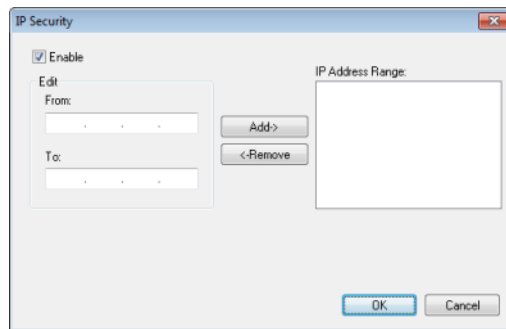 IP Security
Enable
Edit
From:
. . .
To:
. . .
Add->
<-Remove
IP Address Range:
OK
Cancel